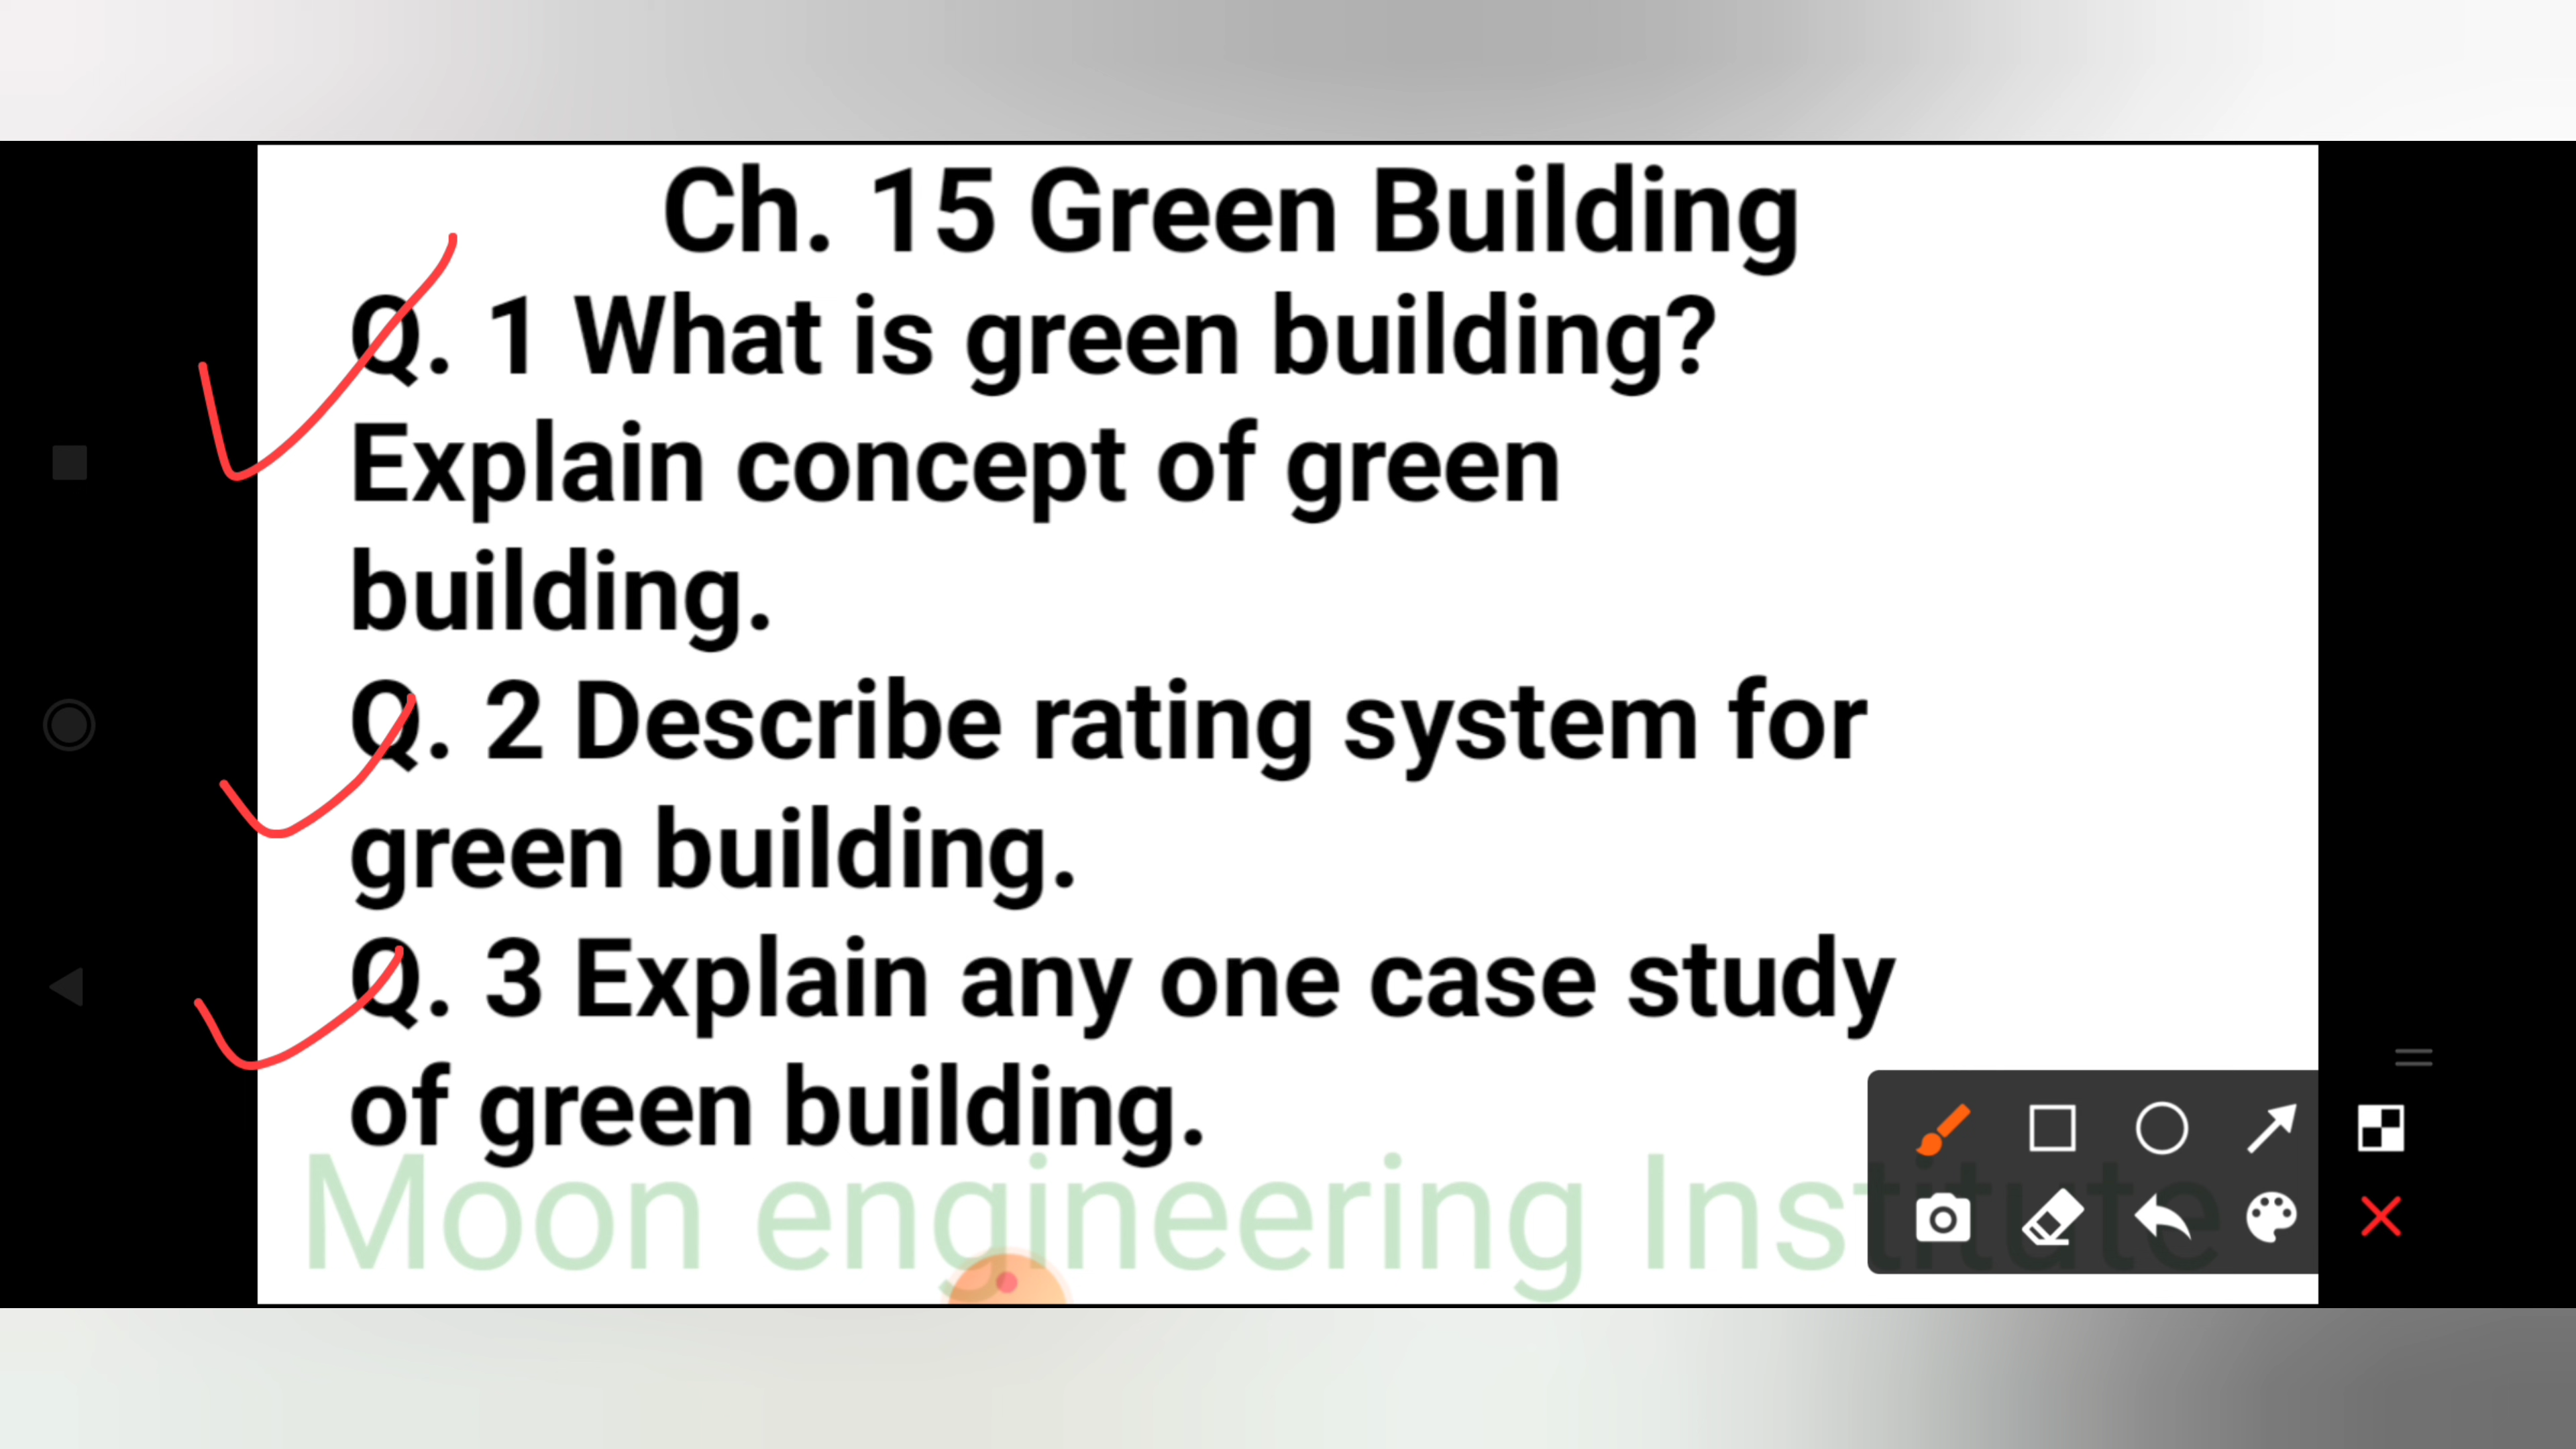 Ch. 15 Green Building
Q. 1 What is green building?
Explain concept of green
building.
Q. 2 Describe rating system for
green building.
Q. 3 Explain any one case study
of green building.
Moon engineering Institute